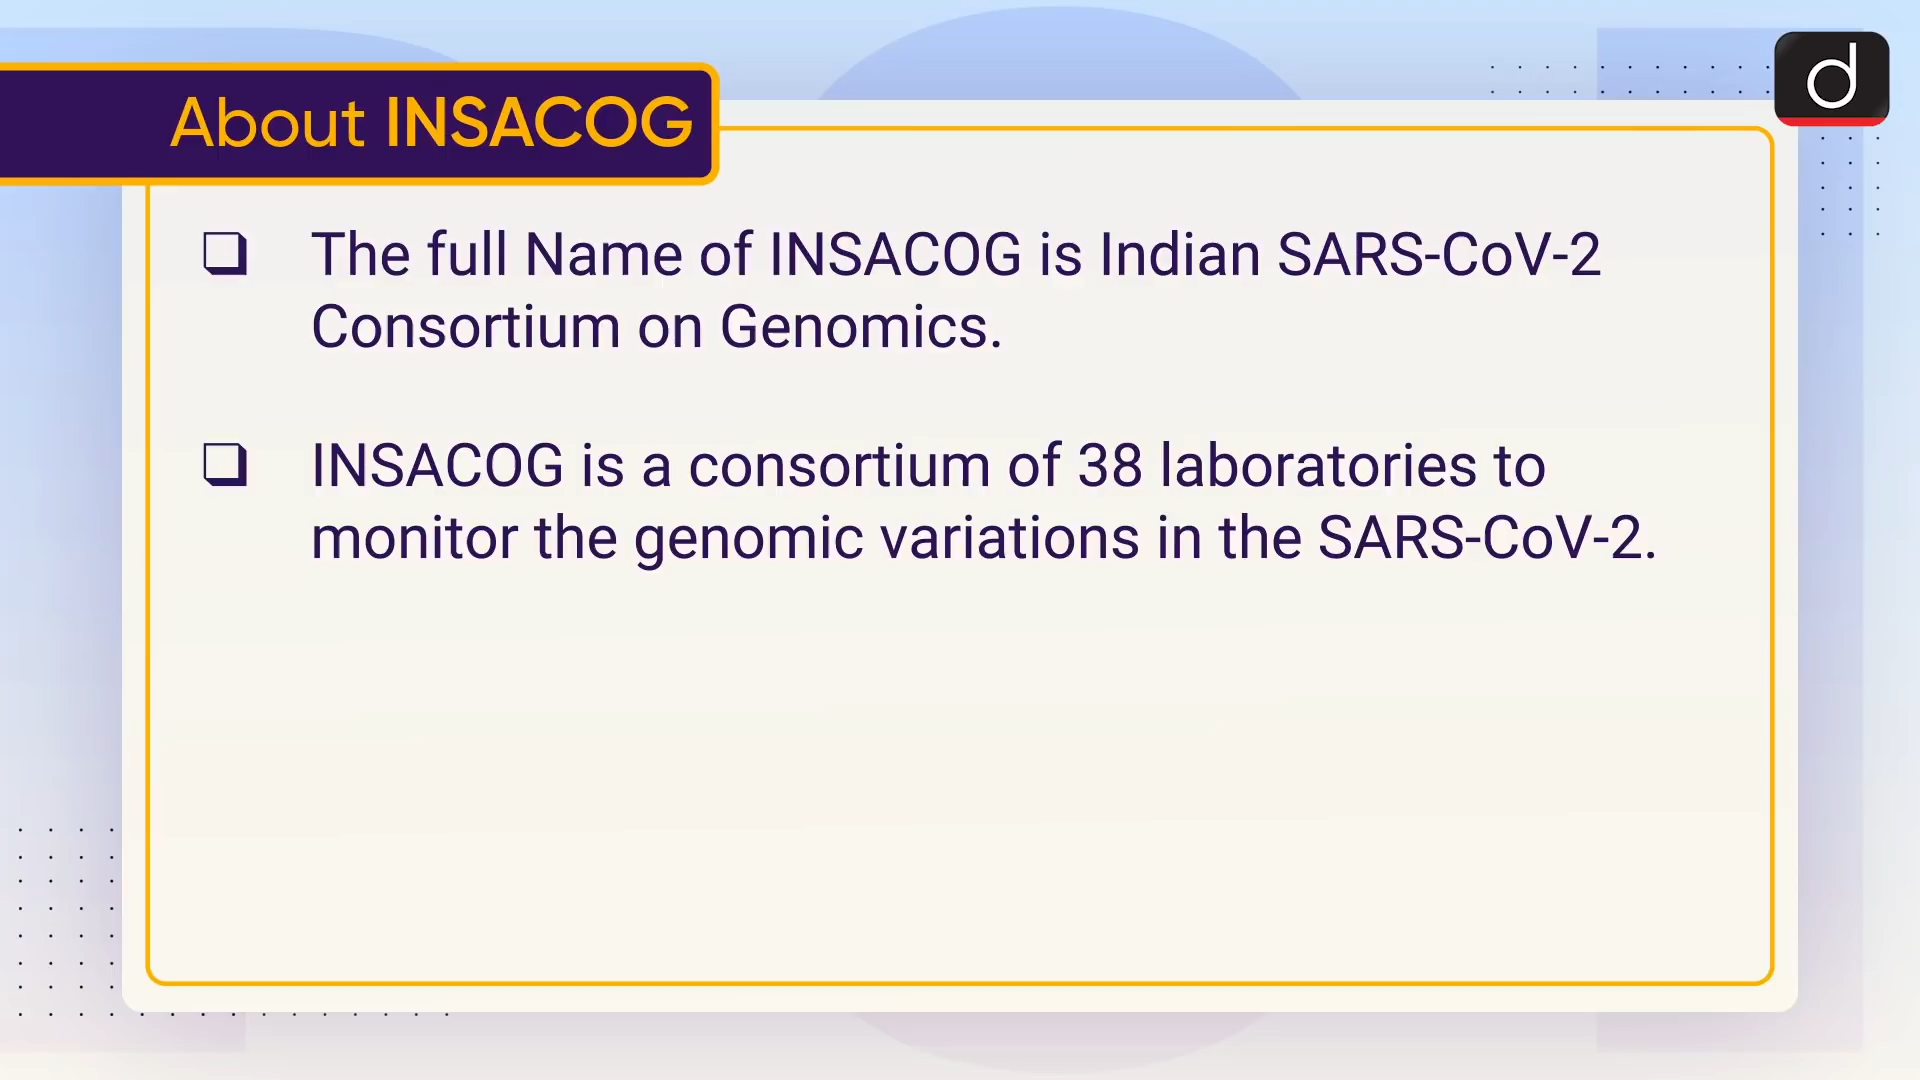 About INSACOG
d
❑ The full Name of INSACOG is Indian SARS-CoV-2
Consortium on Genomics.
❑ INSACOG is a consortium of 38 laboratories to
monitor the genomic variations in the SARS-CoV-2.